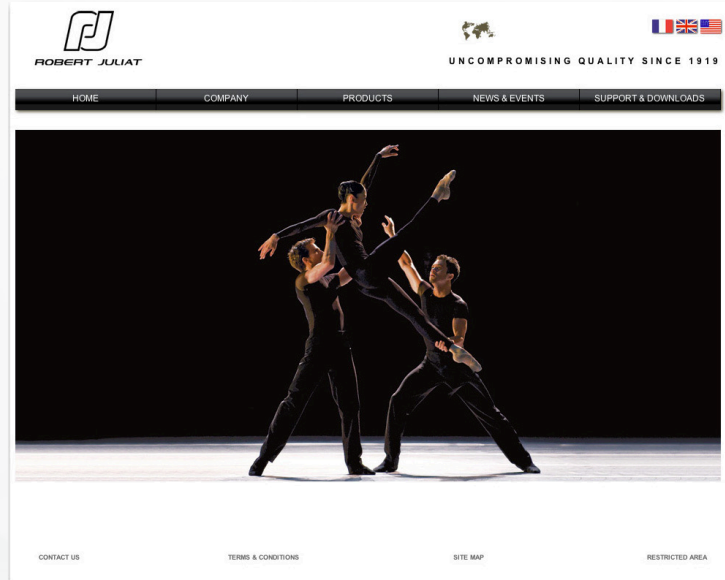 ROBERT JULIAT
UNCOMPROMISING QUALITY SINCE 1919
HOME COMPANY PRODUCTS NEWS & EVENTS SUPPORT & DOWNLOADS
CONTACT US TERMS & CONDITIONS SITE MAP RESTRICTED AREA